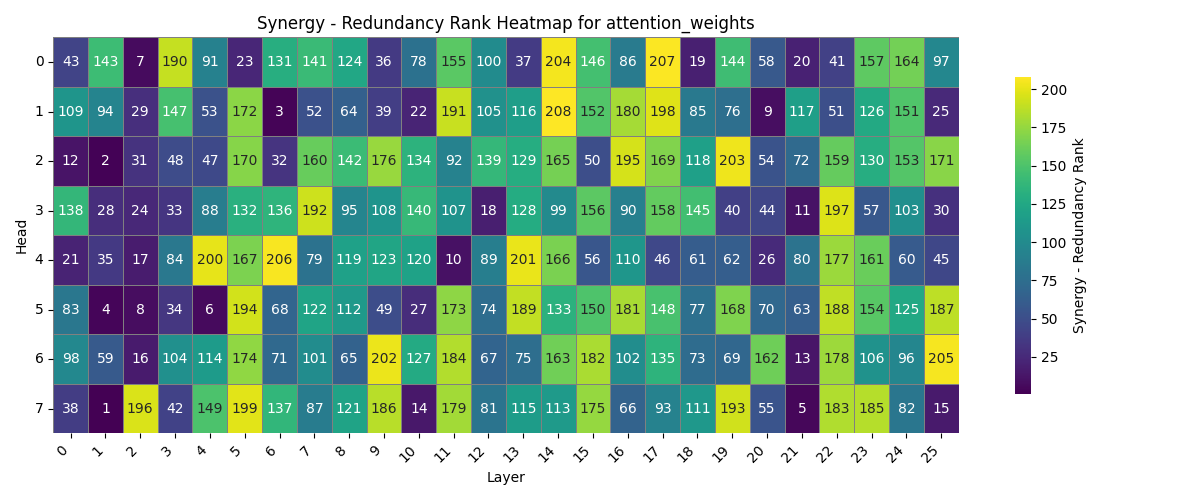 Synergy - Redundancy Rank Heatmap for attention_weights
0 43 143 7 190 91 23 131 141 124 36 78 155 100 37 204 146 86 207 19 144 58 20 41 157 164 97
1 109 94 29 147 53 172 3 52 64 39 22 191 105 116 208 152 180 198 85 76 9 117 51 126 151 25
2 12 2 31 48 47 170 32 160 142 176 134 92 139 129 165 50 195 169 118 203 54 72 159 130 153 171
3 138 28 24 33 88 132 136 192 95 108 140 107 18 128 99 156 90 158 145 40 44 11 197 57 103 30
4 21 35 17 84 200 167 206 79 119 123 120 10 89 201 166 56 110 46 61 62 26 80 177 161 60 45
5 83 4 8 34 6 194 68 122 112 49 27 173 74 189 133 150 181 148 77 168 70 63 188 154 125 187
6 98 59 16 104 114 174 71 101 65 202 127 184 67 75 163 182 102 135 73 69 162 13 178 106 96 205
7 38 1 196 42 149 199 137 87 121 186 14 179 81 115 113 175 66 93 111 193 55 5 183 185 82 15
0 1 2 3 4 5 6 7 8 9 10 11 12 13 14 15 16 17 18 19 20 21 22 23 24 25
Layer
Head
200
175
150
125
100
75
50
25
Synergy - Redundancy Rank